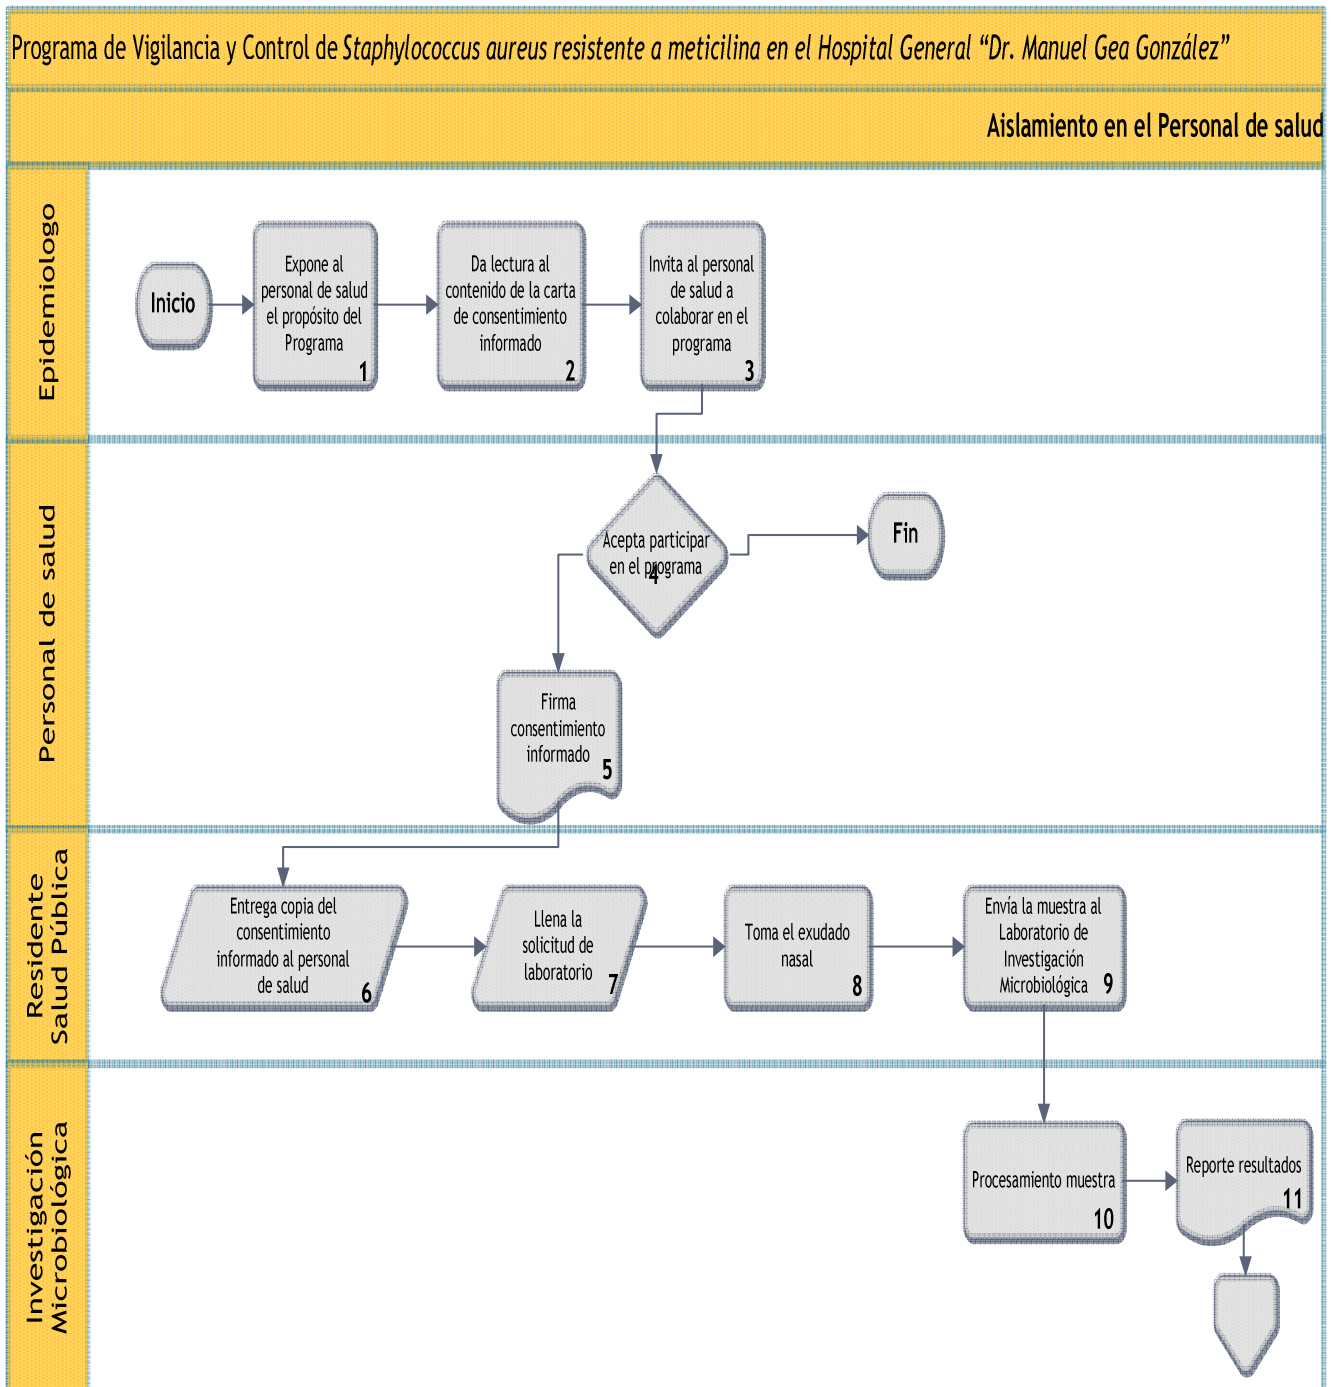 Programa de Vigilancia y Control de Staphylococcus aureus resistente a meticilina en el Hospital General “Dr. Manuel Gea González”
Aislamiento en el Personal de salud
Epidemiologo
Inicio
Expone al
personal de salud
el propósito del
Programa
1
Da lectura al
contenido de la carta
de consentimiento
informado
2
Invita al personal
de salud a
colaborar en el
programa
3
Personal de salud
Acepta participar
en el programa
4
Fin
Firma
consentimiento
informado
5
Residente
Salud Pública
Entrega copia del
consentimiento
informado al personal
de salud
6
Llena la
solicitud de
laboratorio
7
Toma el exudado
nasal
8
Envía la muestra al
Laboratorio de
Investigación
Microbiológica
9
Investigación
Microbiológica
Procesamiento muestra
10
Reporte resultados
11